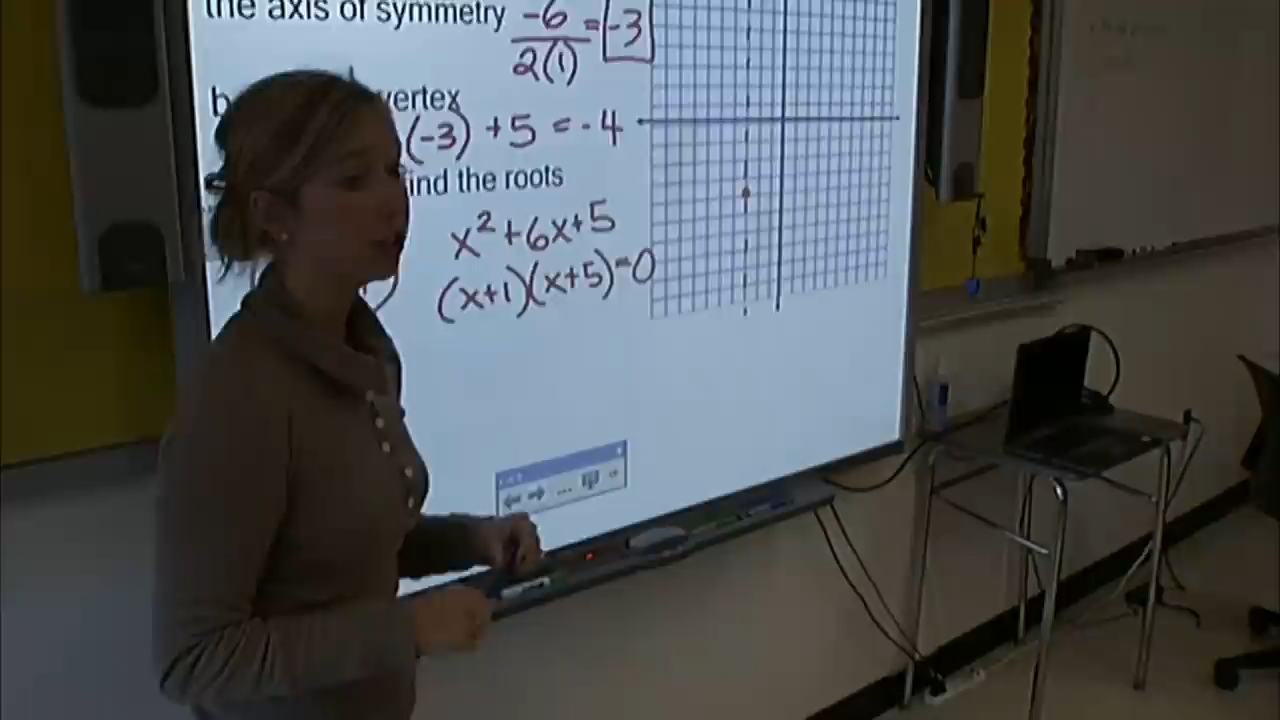 the axis of symmetry -6/2(1) = -3
vertex
(-3) +5 = -4
find the roots
x²+6x+5
(x+1)(x+5)=0